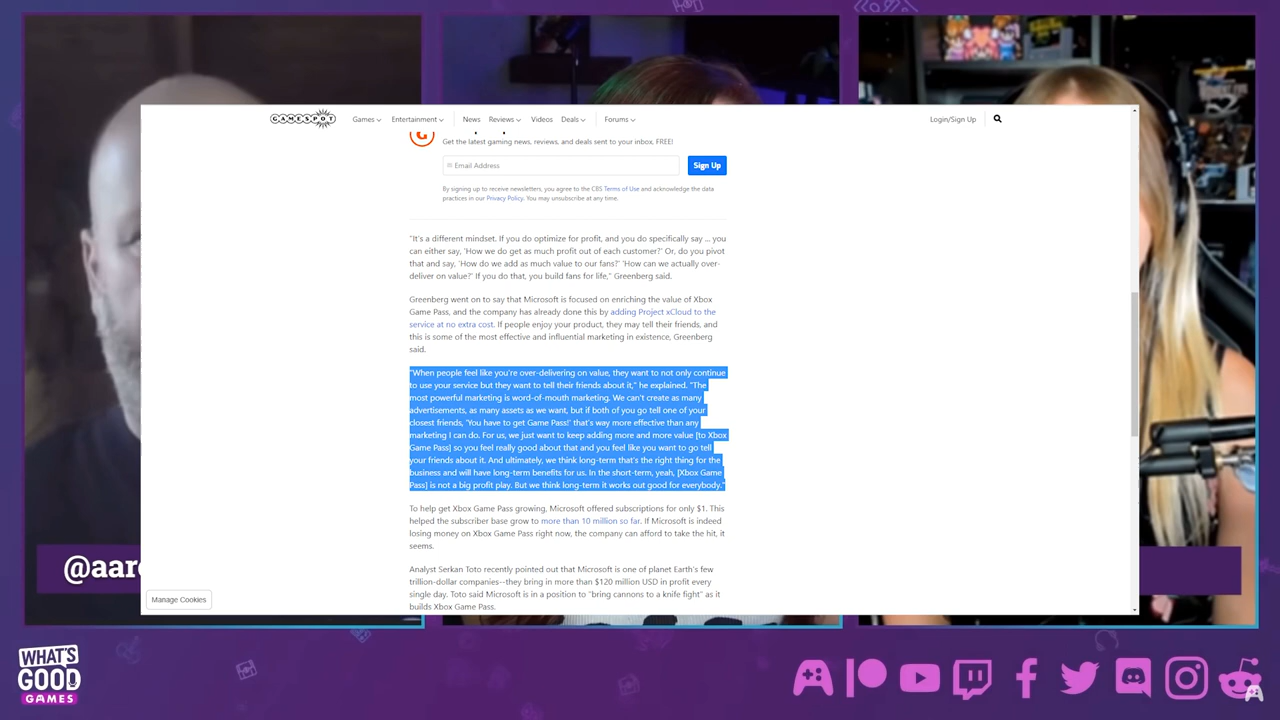 GAMESPOT
Games Entertainment News Reviews Videos Deals Forums Login/Sign Up
Get the latest gaming news, reviews, and deals sent to your inbox, FREE!
Email Address Sign Up
By signing up to receive newsletters, you agree to the CBS Terms of Use and acknowledge the data
practices in our Privacy Policy. You may unsubscribe at any time.
"It's a different mindset. If you do optimize for profit, and you do specifically say ... you
can either say, 'How we do get as much profit out of each customer?' Or, do you pivot
that and say, 'How do we add as much value to our fans?' 'How can we actually over-
deliver on value?' If you do that, you build fans for life," Greenberg said.
Greenberg went on to say that Microsoft is focused on enriching the value of Xbox
Game Pass, and the company has already done this by adding Project xCloud to the
service at no extra cost. If people enjoy your product, they may tell their friends, and
this is some of the most effective and influential marketing in existence, Greenberg
said.
"When people feel like you're over-delivering on value, they want to not only continue
to use your service but they want to tell their friends about it," he explained. "The
most powerful marketing is word-of-mouth marketing. We can't create as many
advertisements, as many assets as we want, but if both of you go tell one of your
closest friends, 'You have to get Game Pass!' that's way more effective than any
marketing I can do. For us, we just want to keep adding more and more value [to Xbox
Game Pass] so you feel really good about that and you feel like you want to go tell
your friends about it. And ultimately, we think long-term that's the right thing for the
business and will have long-term benefits for us. In the short-term, yeah, [Xbox Game
Pass] is not a big profit play. But we think long-term it works out good for everybody."
To help get Xbox Game Pass growing, Microsoft offered subscriptions for only $1. This
helped the subscriber base grow to more than 10 million so far. If Microsoft is indeed
losing money on Xbox Game Pass right now, the company can afford to take the hit, it
seems.
Analyst Serkan Toto recently pointed out that Microsoft is one of planet Earth's few
trillion-dollar companies--they bring in more than $120 million USD in profit every
single day. Toto said Microsoft is in a position to "bring cannons to a knife fight" as it
builds Xbox Game Pass.
Manage Cookies
@aar
WHAT'S
GOOD
GAMES